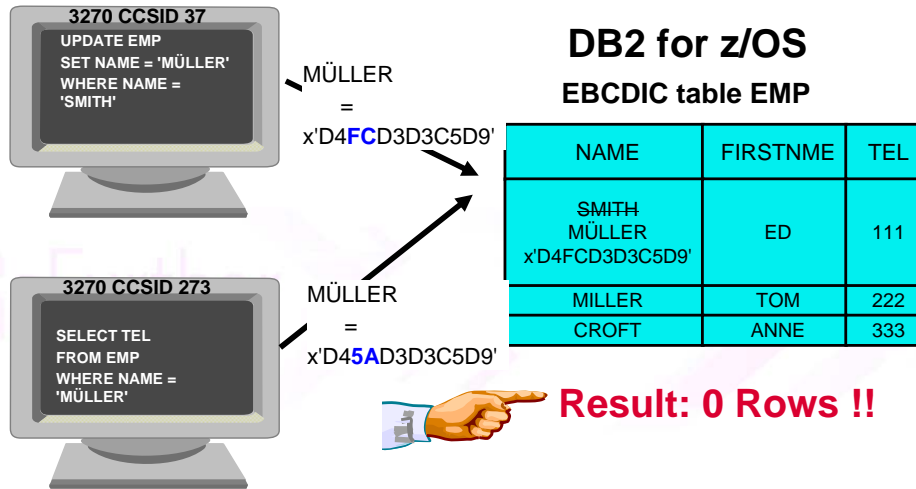 3270 CCSID 37
UPDATE EMP
SET NAME = 'MÜLLER'
WHERE NAME =
'SMITH'
MÜLLER
=
x'D4FCD3D3C5D9'
3270 CCSID 273
SELECT TEL
FROM EMP
WHERE NAME =
'MÜLLER'
MÜLLER
=
x'D45AD3D3C5D9'
DB2 for z/OS
EBCDIC table EMP
NAME FIRSTNME TEL
SMITH
MÜLLER ED 111
x'D4FCD3D3C5D9'
MILLER TOM 222
CROFT ANNE 333
Result: 0 Rows !!